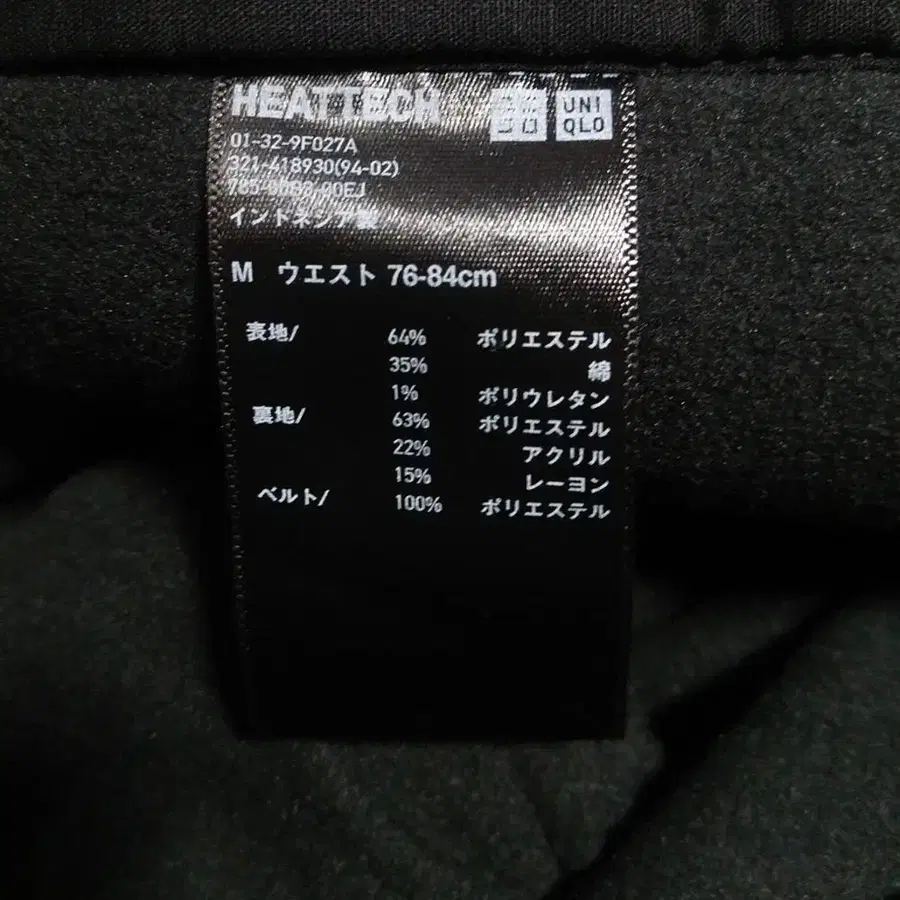 HEATTECH
UNI
QLO
01-32-9F027A
321-418930(94-02)
インドネシア製
M ウエスト 76-84cm
表地/ 64% ポリエステル
35% 綿
1% ポリウレタン
裏地/ 63% ポリエステル
22% アクリル
15% レーヨン
ベルト/ 100% ポリエステル